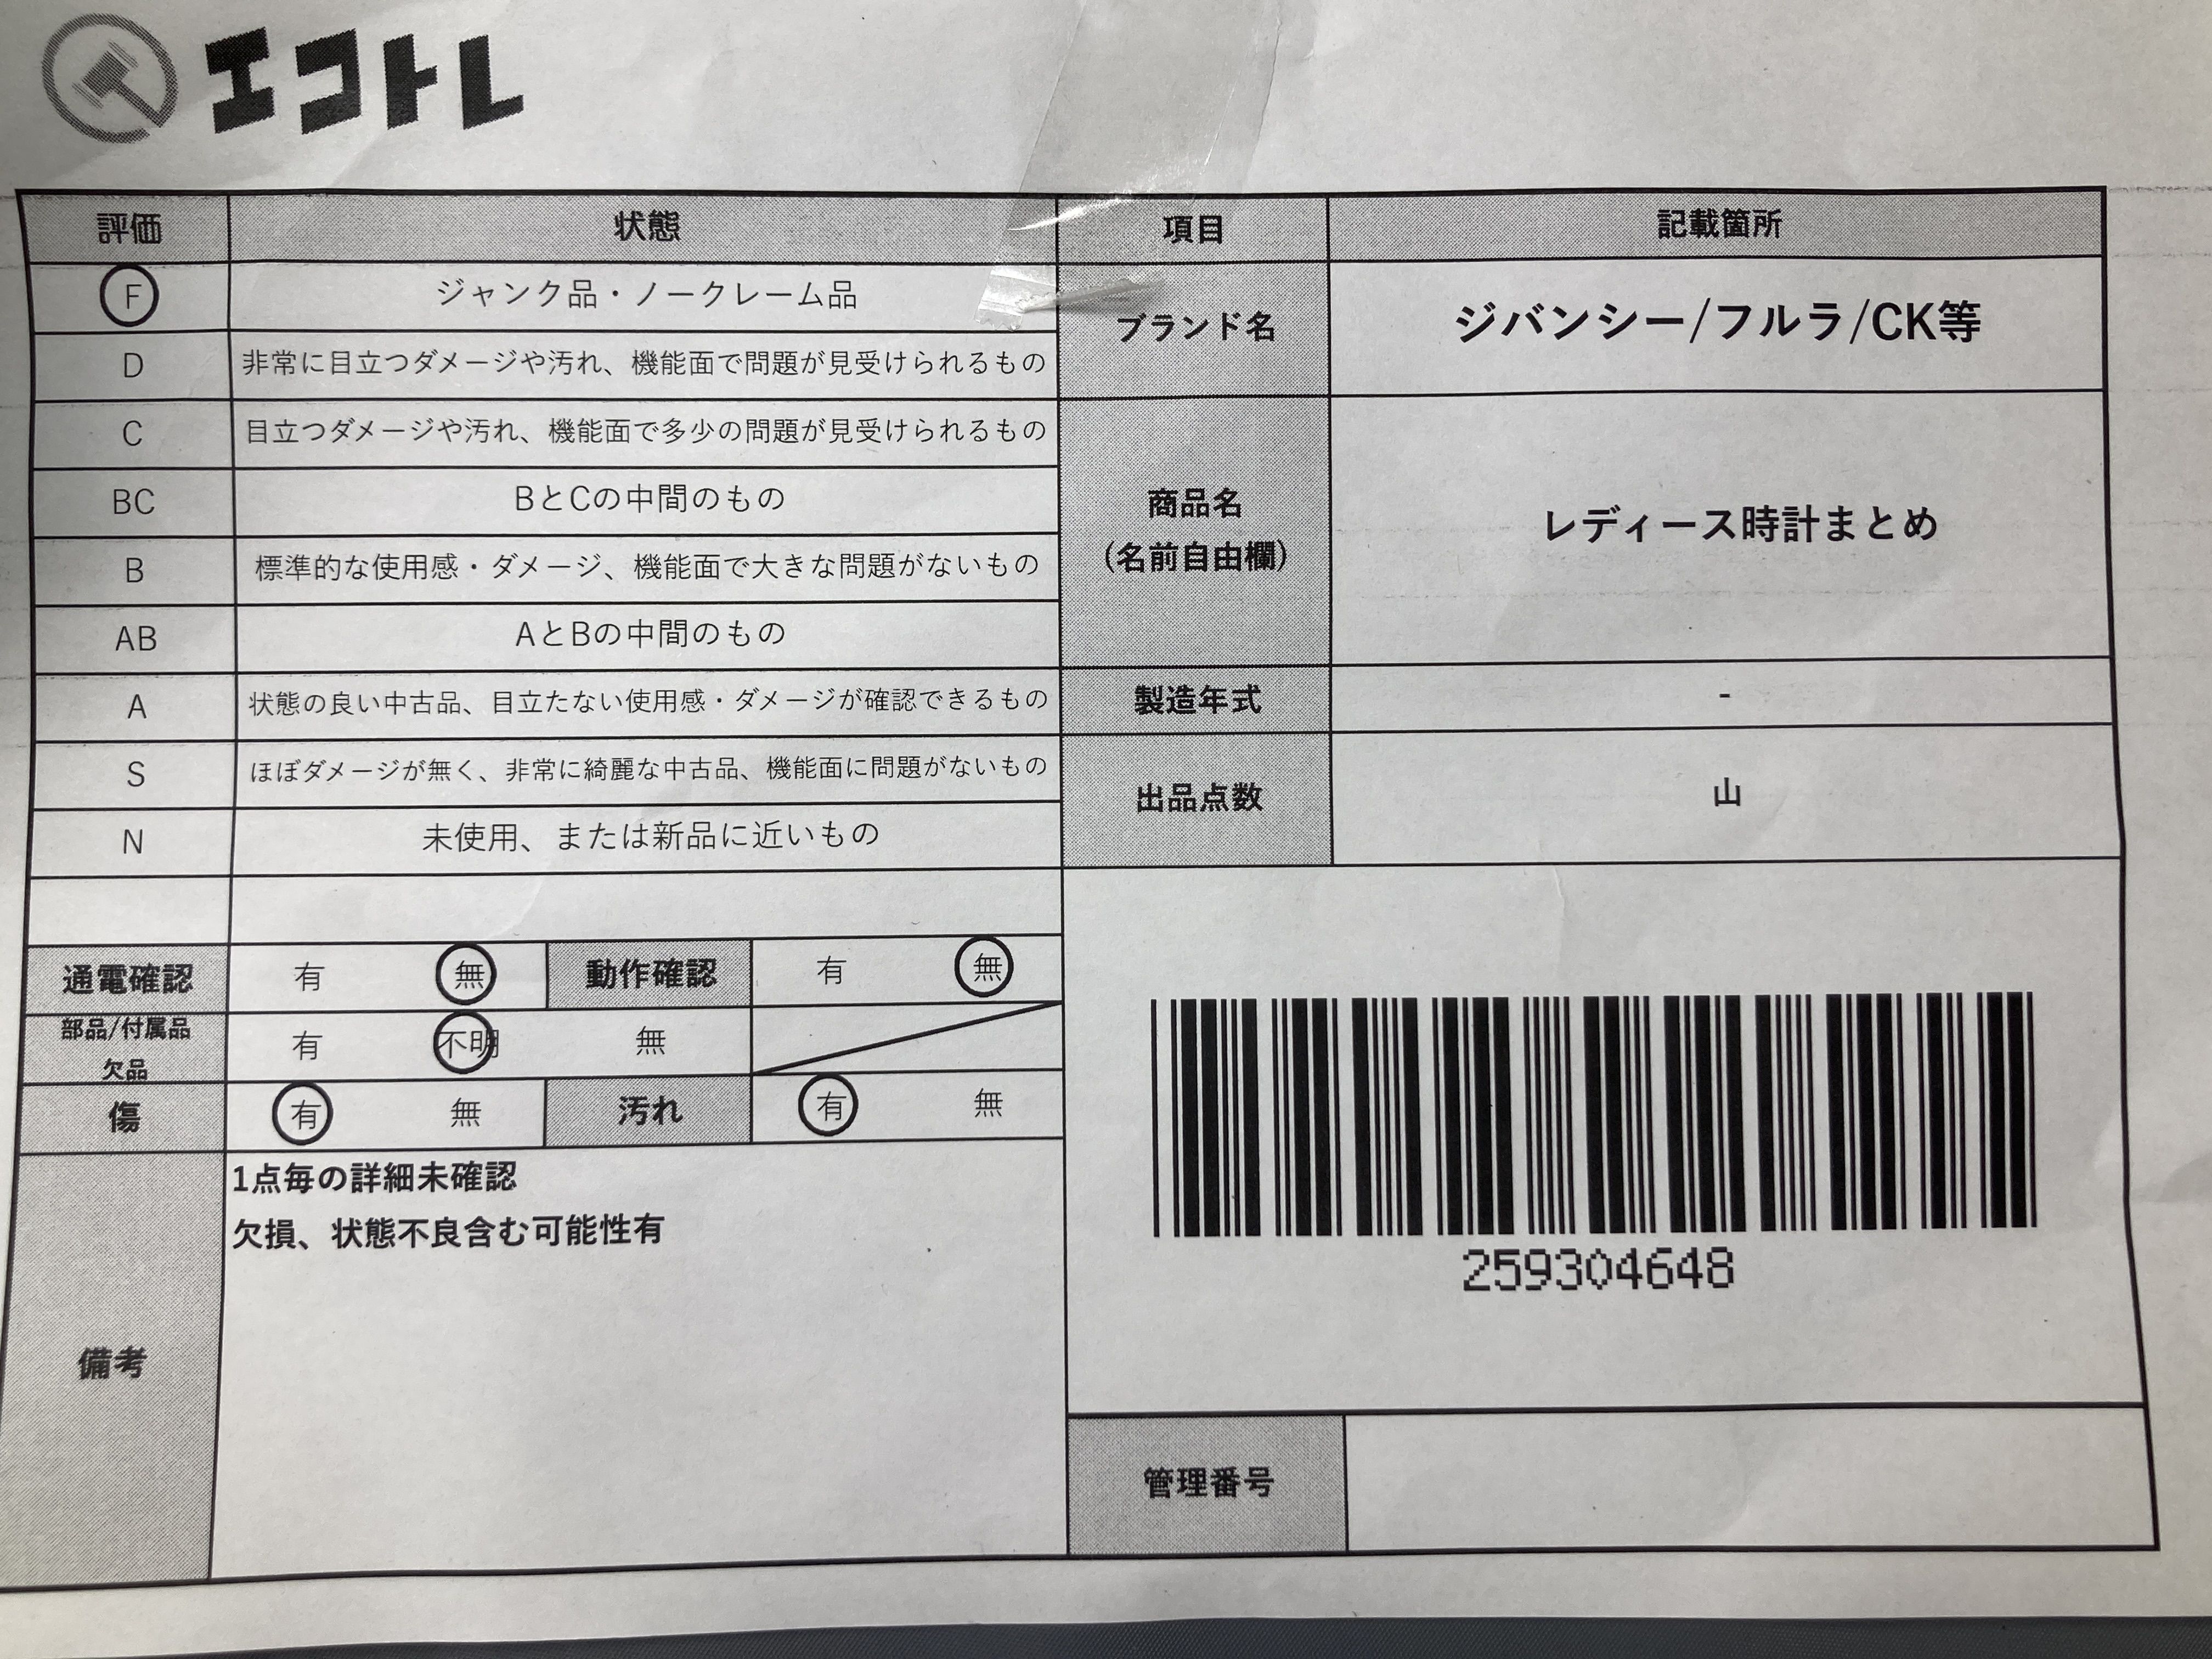 エコトレ
評価 状態 項目 記載箇所
F ジャンク品・ノークレーム品
ブランド名 ジバンシー/フルラ/CK等
D 非常に目立つダメージや汚れ、機能面で問題が見受けられるもの
C 目立つダメージや汚れ、機能面で多少の問題が見受けられるもの
BC BとCの中間のもの
商品名
(名前自由欄)
レディース時計まとめ
B 標準的な使用感・ダメージ、機能面で大きな問題がないもの
AB AとBの中間のもの
A 状態の良い中古品、目立たない使用感・ダメージが確認できるもの
製造年式 -
S ほぼダメージが無く、非常に綺麗な中古品、機能面に問題がないもの
出品点数 山
N 未使用、または新品に近いもの
通電確認 有 無 動作確認 有 無
部品/付属品
欠品
有 不明 無
傷 有 無 汚れ 有 無
備考
1点毎の詳細未確認
欠損、状態不良含む可能性有
259304648
管理番号